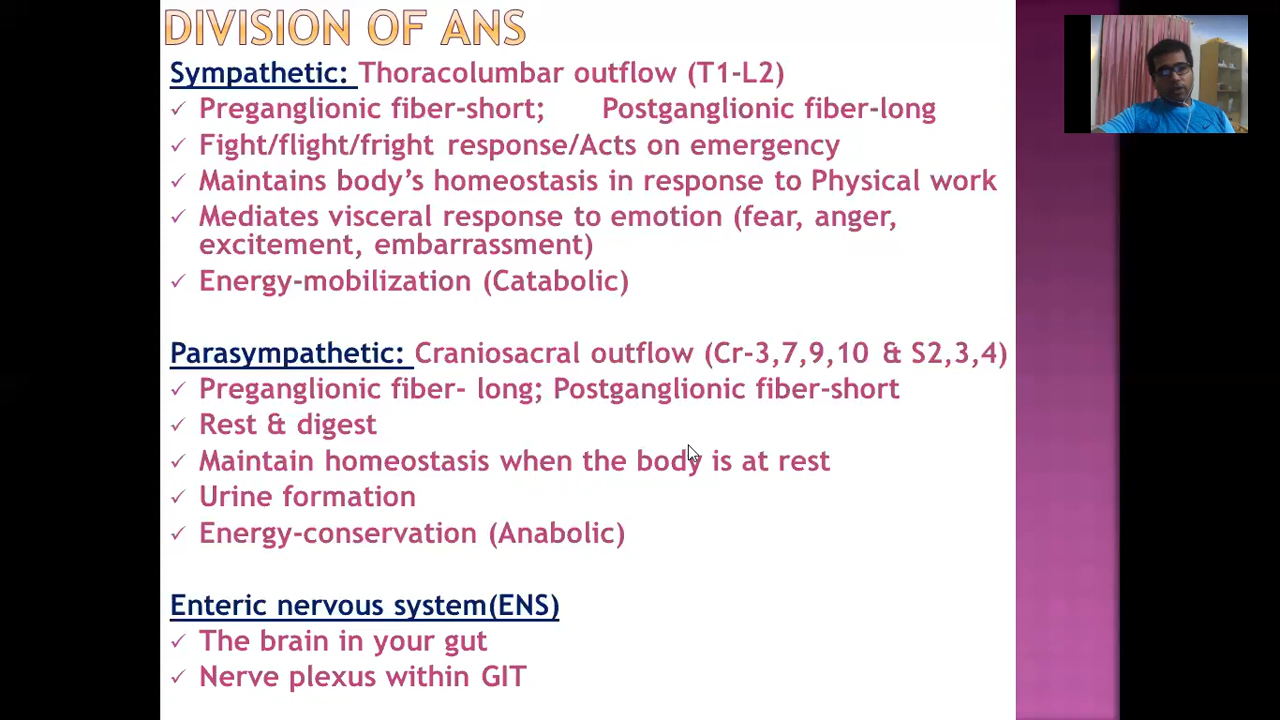 DIVISION OF ANS
Sympathetic: Thoracolumbar outflow (T1-L2)
✓ Preganglionic fiber-short; Postganglionic fiber-long
✓ Fight/flight/fright response/Acts on emergency
✓ Maintains body’s homeostasis in response to Physical work
✓ Mediates visceral response to emotion (fear, anger,
excitement, embarrassment)
✓ Energy-mobilization (Catabolic)
Parasympathetic: Craniosacral outflow (Cr-3,7,9,10 & S2,3,4)
✓ Preganglionic fiber- long; Postganglionic fiber-short
✓ Rest & digest
✓ Maintain homeostasis when the body is at rest
✓ Urine formation
✓ Energy-conservation (Anabolic)
Enteric nervous system(ENS)
✓ The brain in your gut
✓ Nerve plexus within GIT